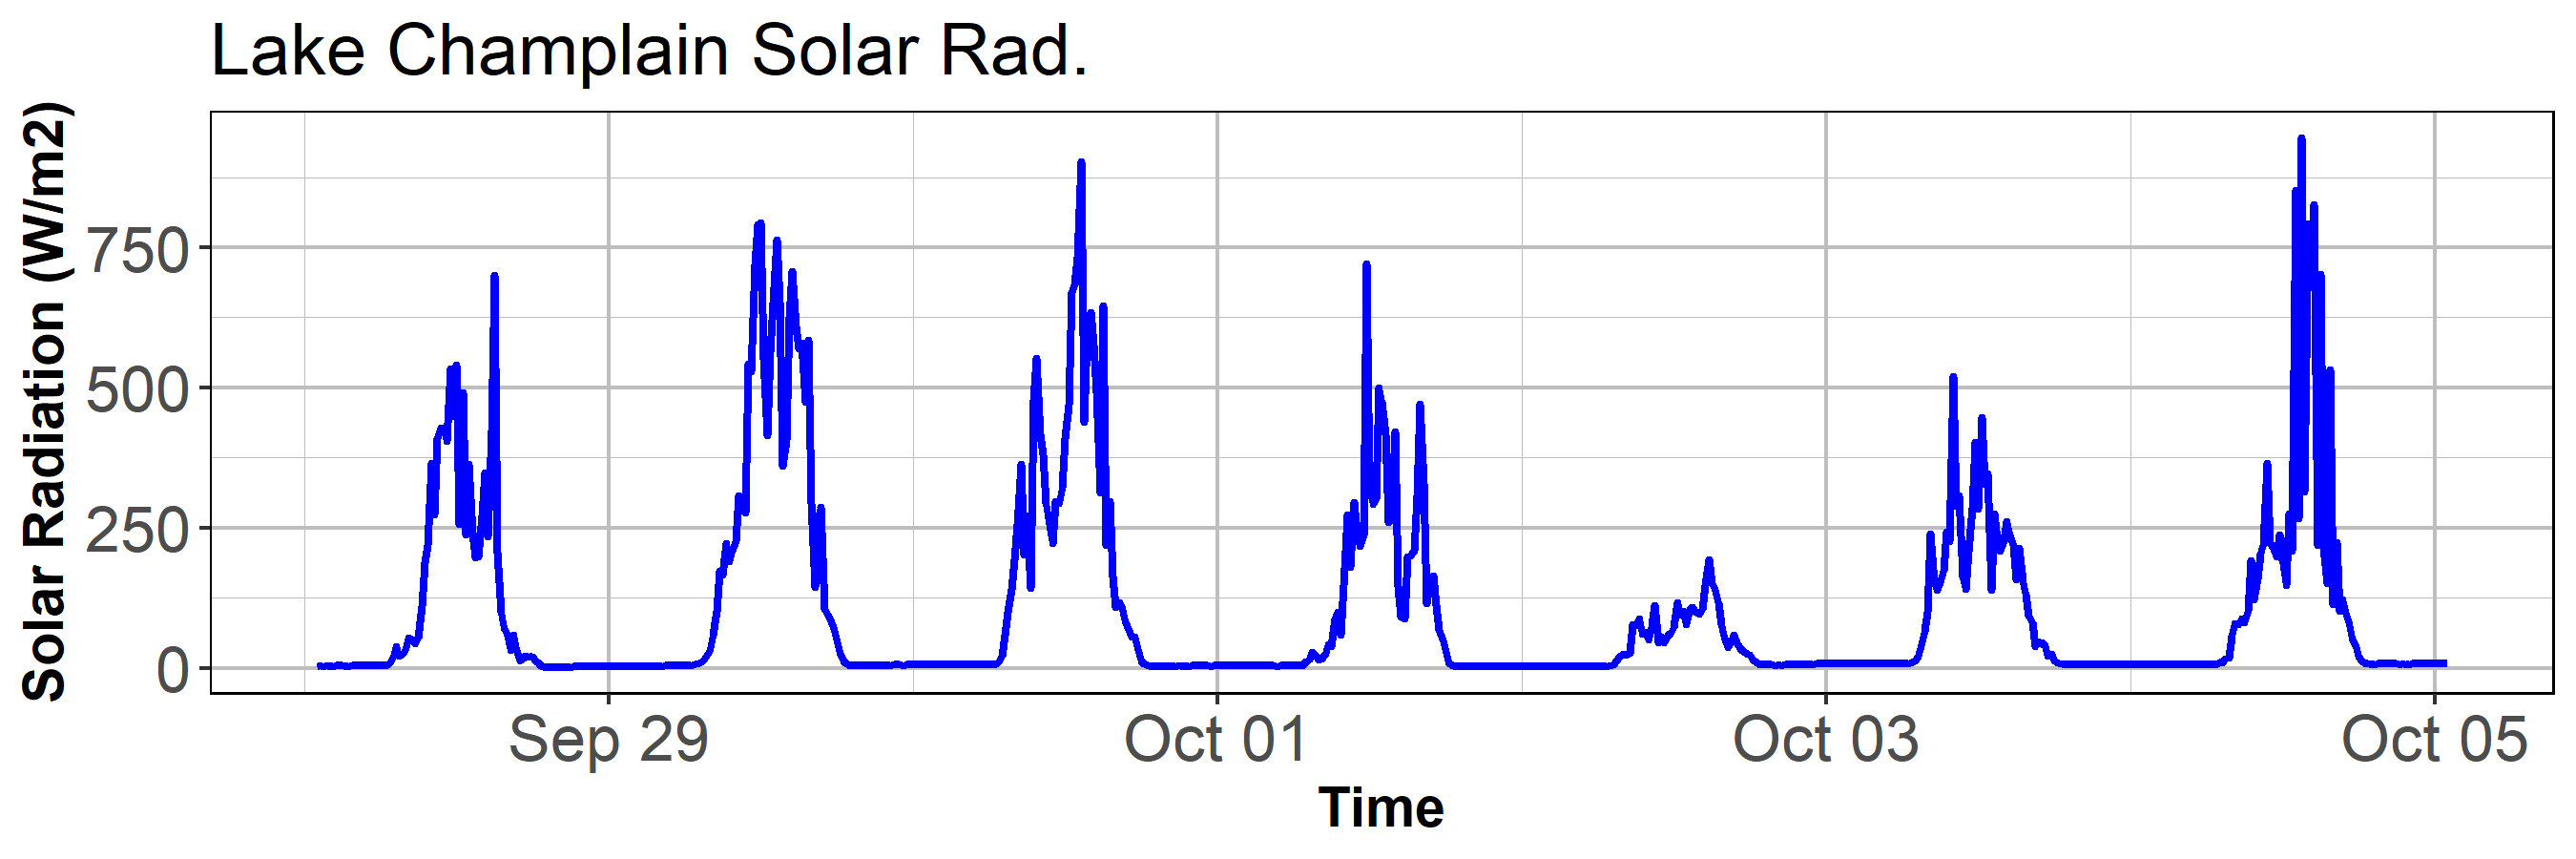 Lake Champlain Solar Rad.
Solar Radiation (W/m2)
750
500
250
0
Sep 29 Oct 01 Oct 03 Oct 05
Time